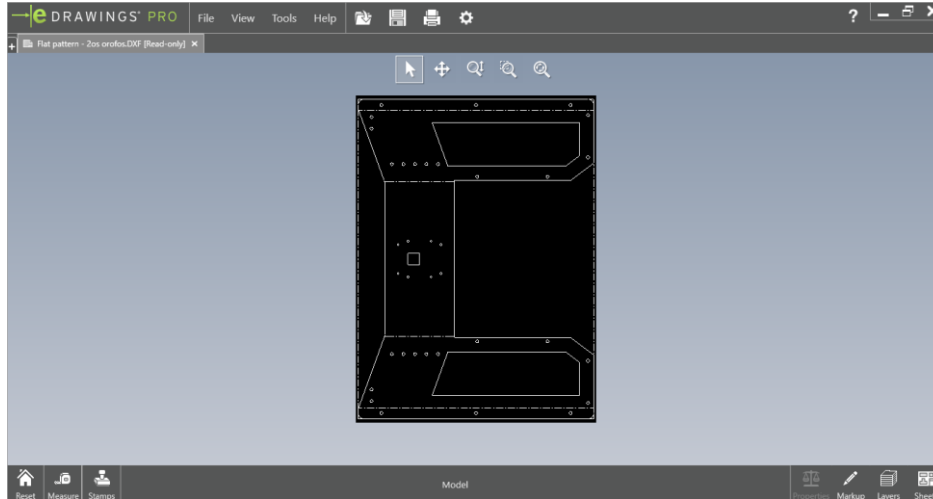 eDRAWINGS® PRO File View Tools Help ?
+ Flat pattern - 2os orofos.DXF [Read-only] ×
Reset Measure Stamps Model Properties Markup Layers Sheet